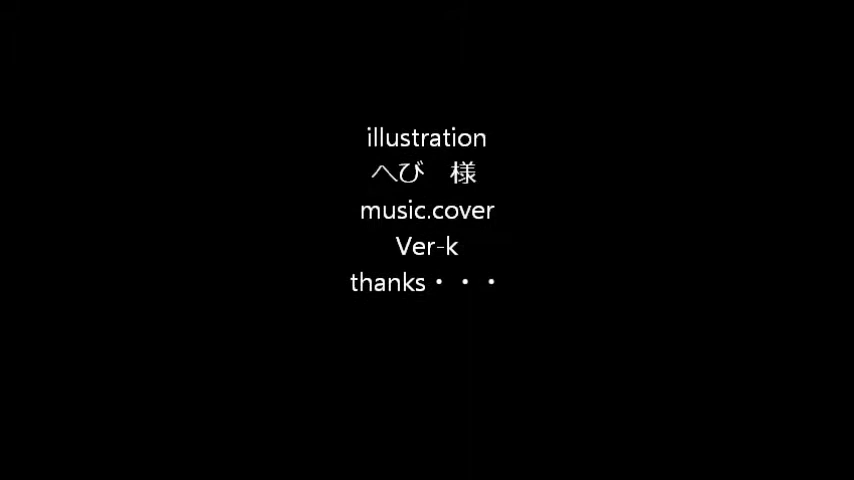 illustration
へび　様
music.cover
Ver-k
thanks・・・